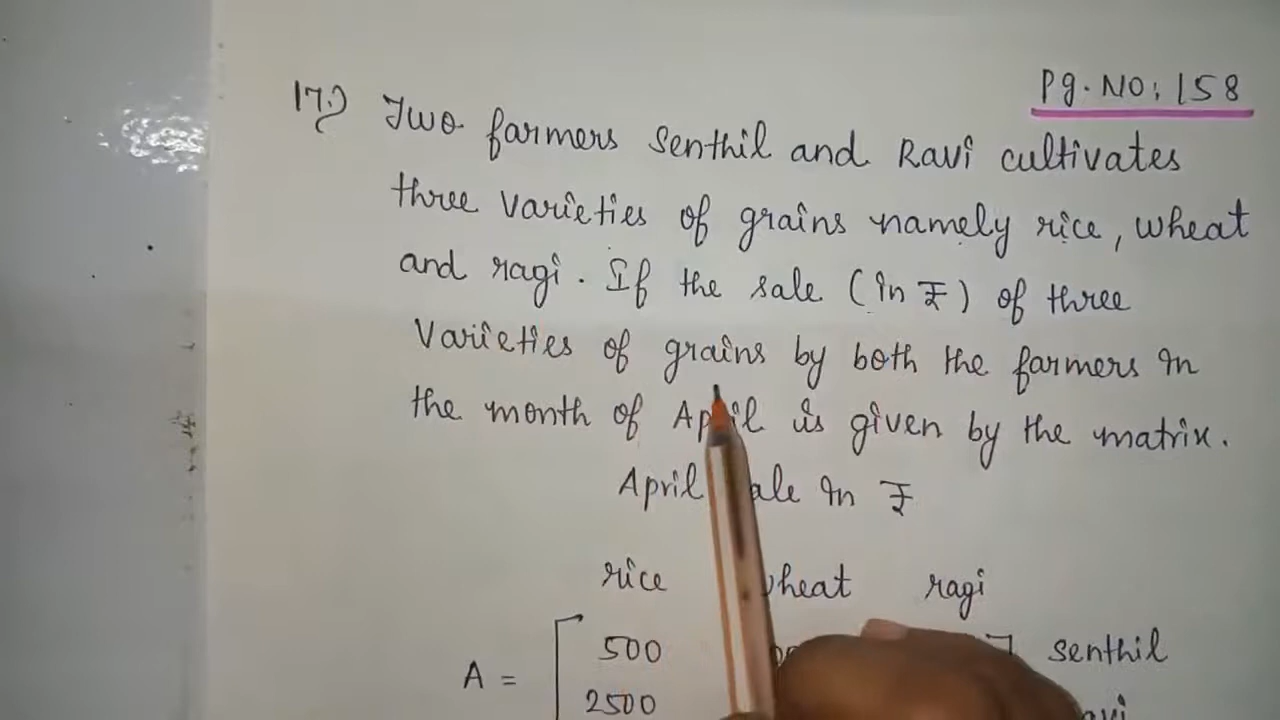 Pg. No: 158
17.) Two farmers Senthil and Ravi cultivates
three varieties of grains namely rice, wheat
and ragi. If the sale (in ₹) of three
varieties of grains by both the farmers in
the month of April is given by the matrix.
April sale in ₹
rice wheat ragi
500 senthil
A =
2500